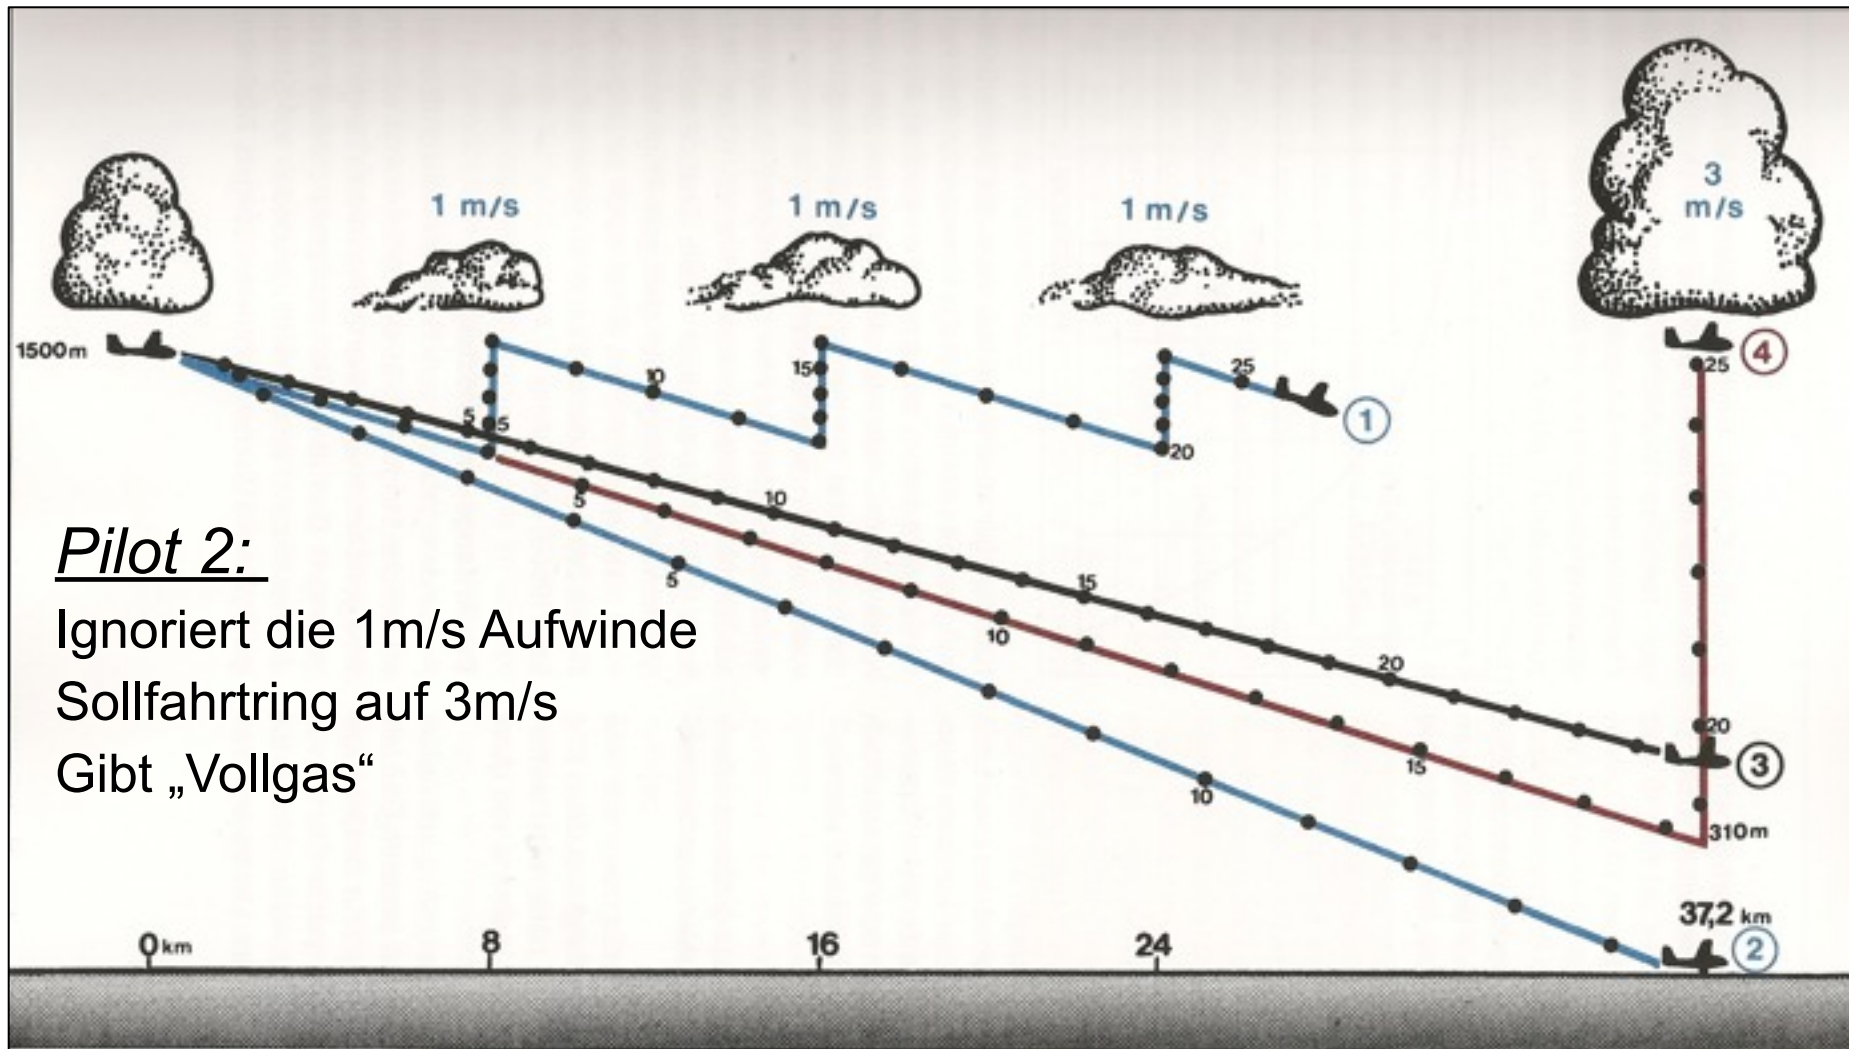 3
m/s
1 m/s
1 m/s
1 m/s
1500m
4
25
25
1
10
15
5
5
20
5
10
Pilot 2:
15
5
Ignoriert die 1m/s Aufwinde
10
20
Sollfahrtring auf 3m/s
20
Gibt „Vollgas“
15
3
10
310m
37,2 km
0km
8
16
24
2